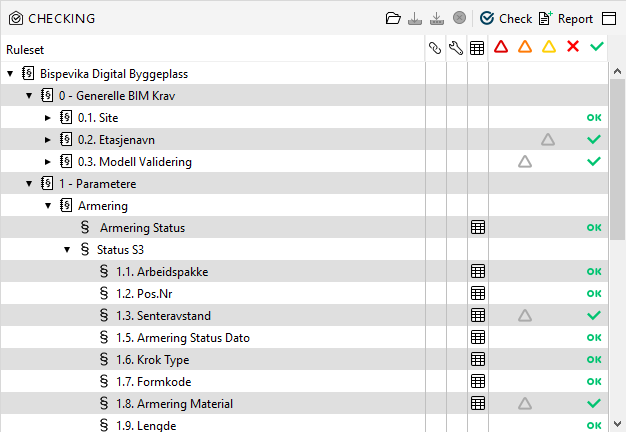 CHECKING Check Report
Ruleset
Bispevika Digital Byggeplass
0 - Generelle BIM Krav
0.1. Site OK
0.2. Etasjenavn
0.3. Modell Validering
1 - Parametere
Armering
§ Armering Status OK
§ Status S3
§ 1.1. Arbeidspakke OK
§ 1.2. Pos.Nr OK
§ 1.3. Senteravstand
§ 1.5. Armering Status Dato OK
§ 1.6. Krok Type OK
§ 1.7. Formkode OK
§ 1.8. Armering Material
§ 1.9. Lengde OK